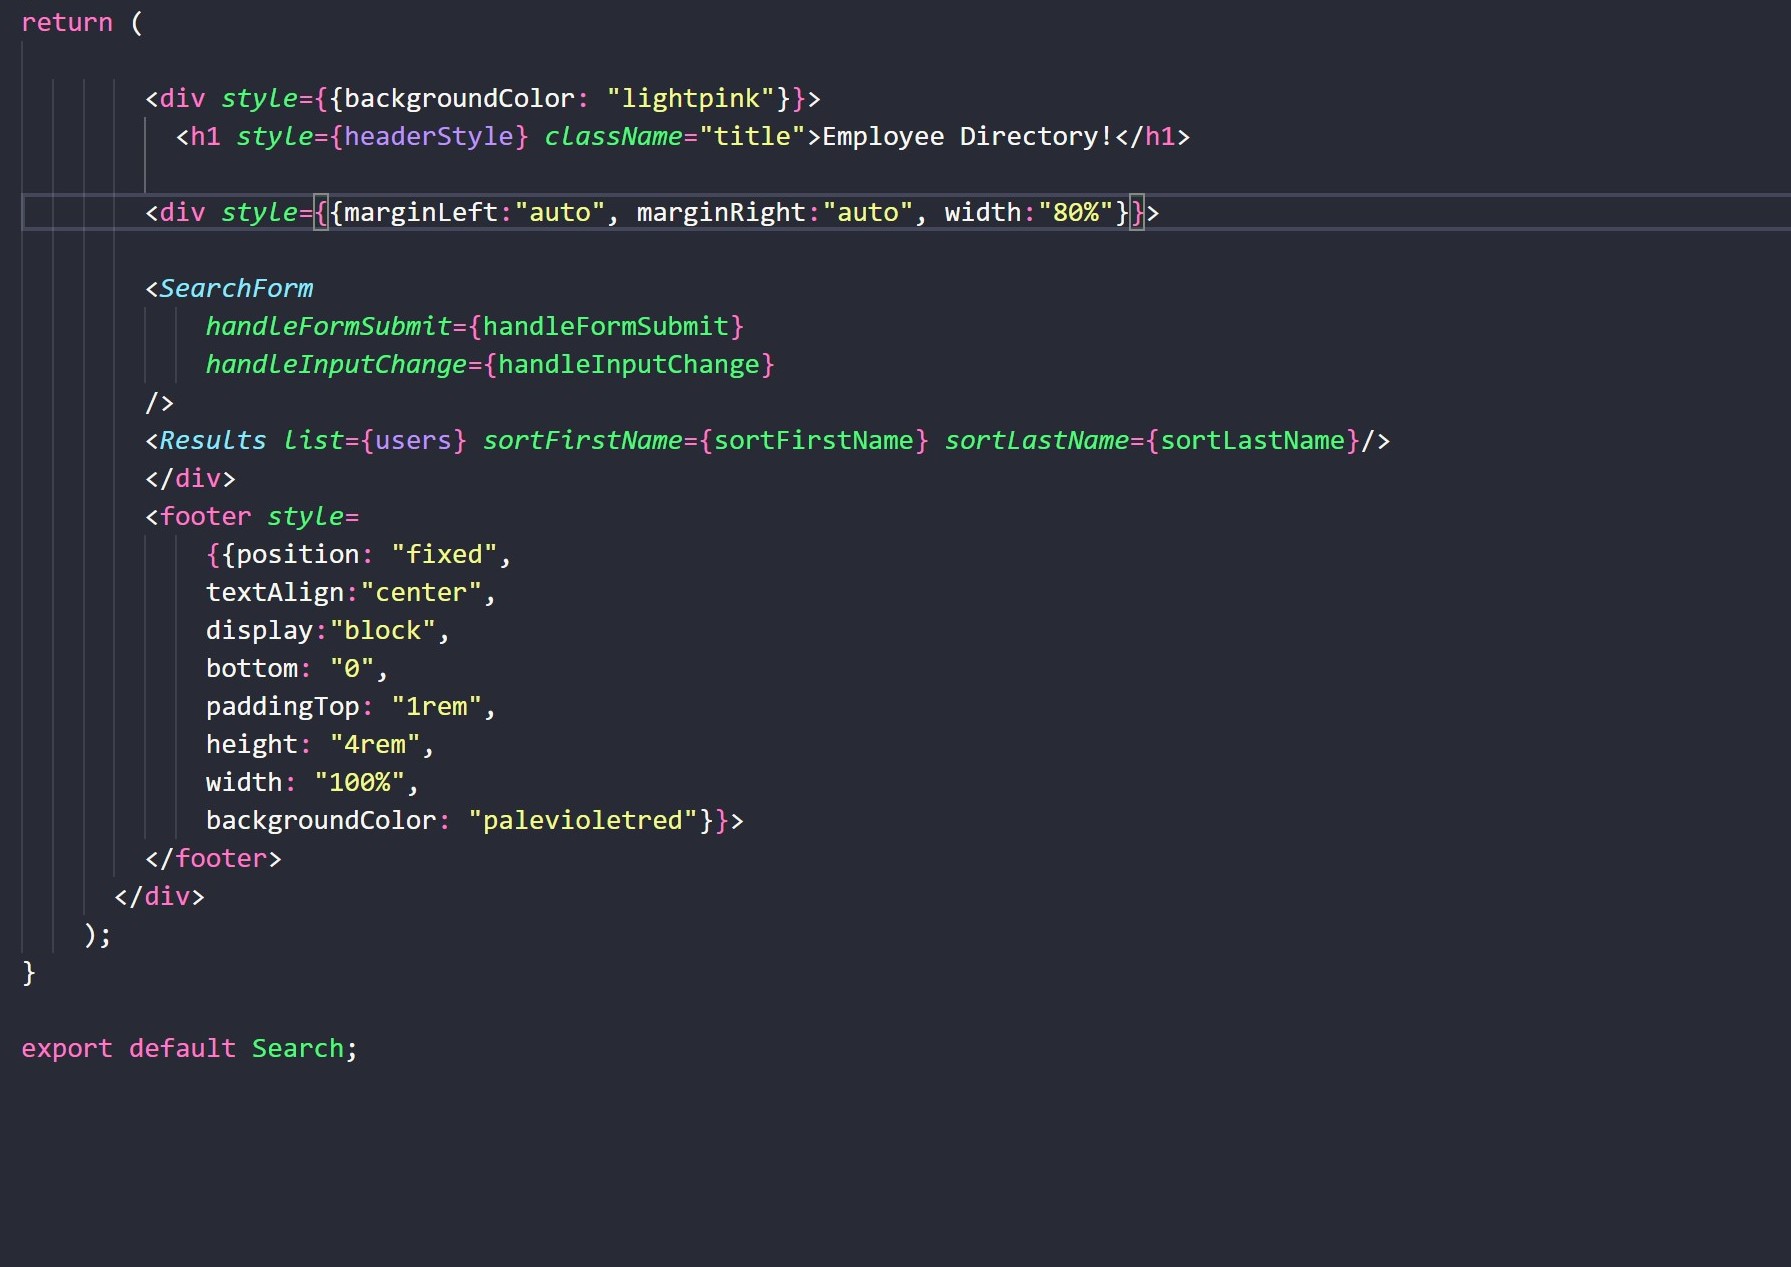 return (
<div style={{backgroundColor: "lightpink"}}>
<h1 style={headerStyle} className="title">Employee Directory!</h1>
<div style={{marginLeft:"auto", marginRight:"auto", width:"80%"}}>
<SearchForm
handleFormSubmit={handleFormSubmit}
handleInputChange={handleInputChange}
/>
<Results list={users} sortFirstName={sortFirstName} sortLastName={sortLastName}/>
</div>
<footer style=
{{position: "fixed",
textAlign:"center",
display:"block",
bottom: "0",
paddingTop: "1rem",
height: "4rem",
width: "100%",
backgroundColor: "palevioletred"}}>
</footer>
</div>
);
}
export default Search;